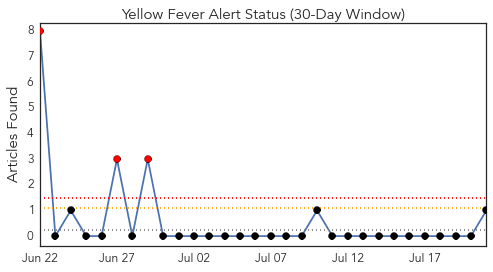 Yellow Fever Alert Status (30-Day Window)
Articles Found
8
7
6
5
4
3
2
1
0
Jun 22
Jun 27
Jul 02
Jul 07
Jul 12
Jul 17